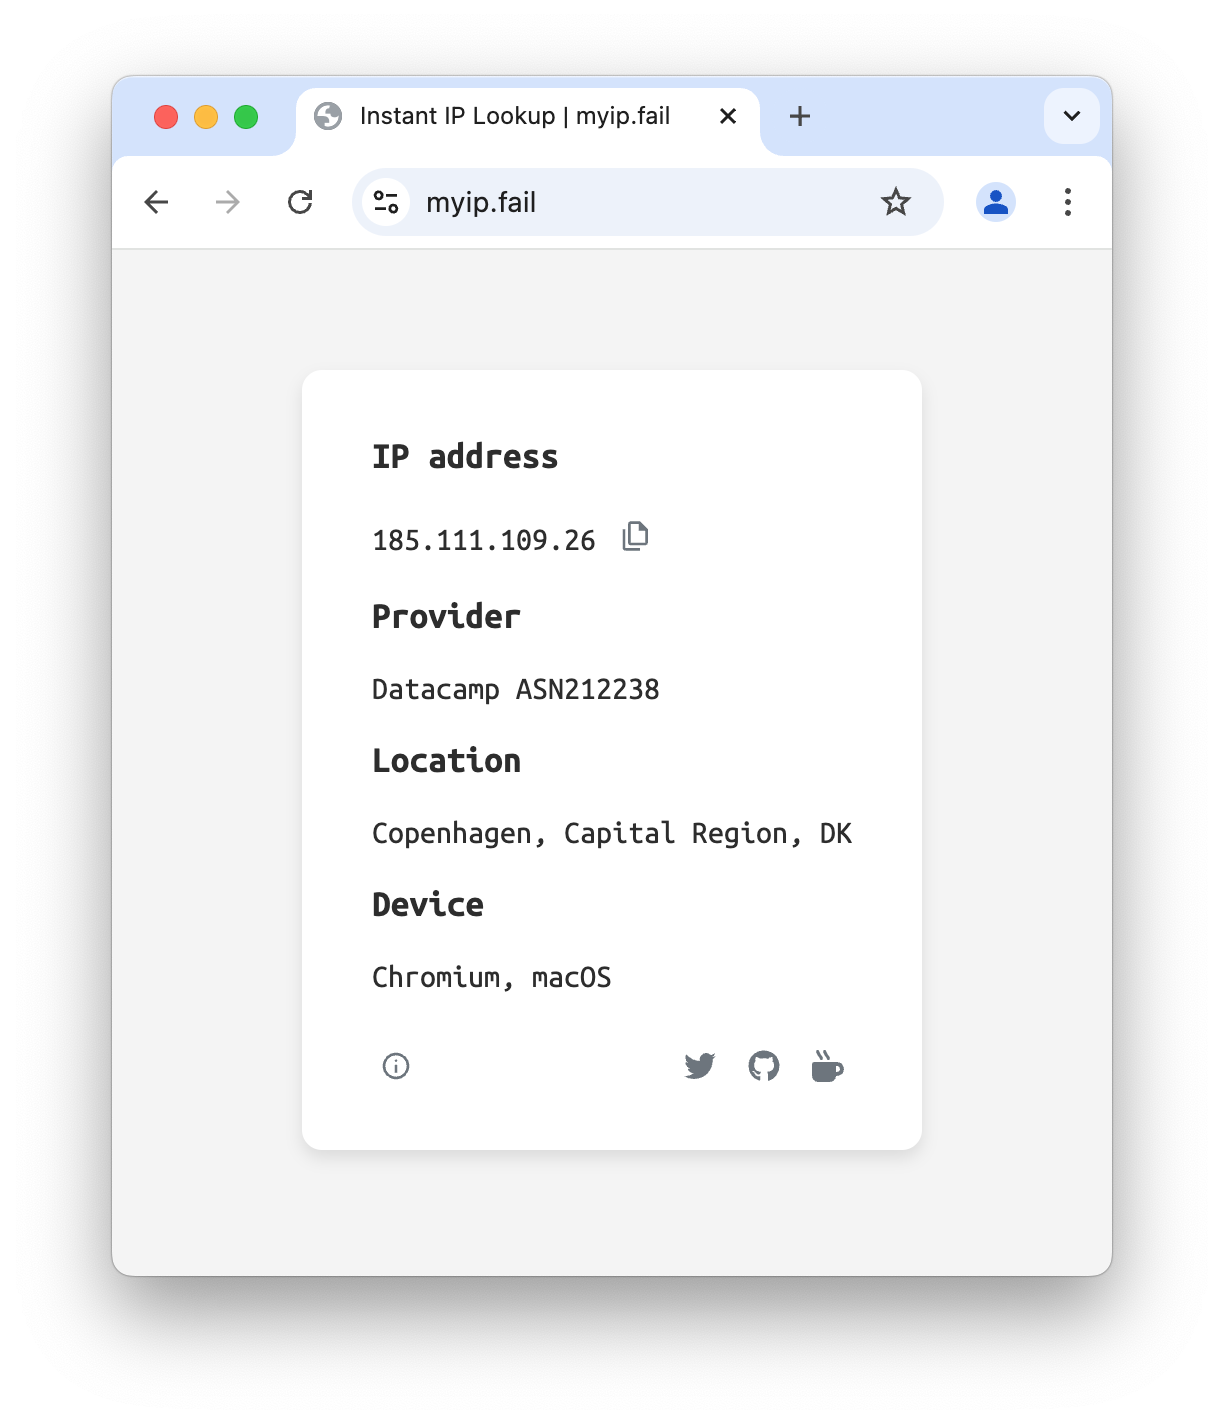 Instant IP Lookup | myip.fail
myip.fail
IP address
185.111.109.26
Provider
Datacamp ASN212238
Location
Copenhagen, Capital Region, DK
Device
Chromium, macOS